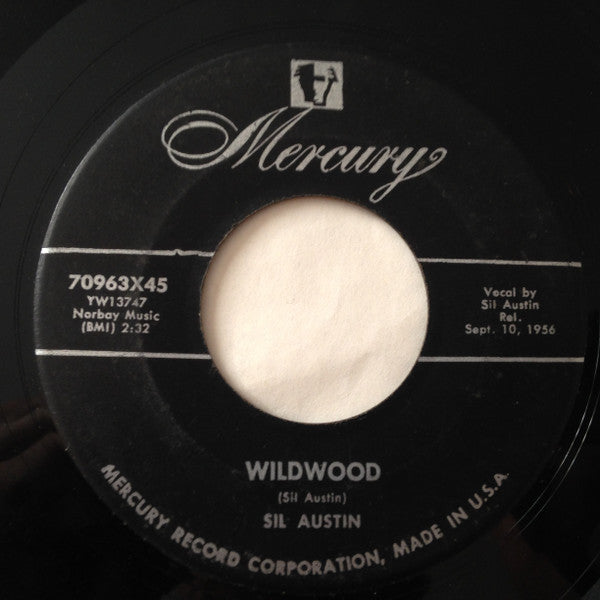 Mercury
70963X45
YW13747
Norbay Music
(BMI) 2:32
Vocal by
Sil Austin
Rel.
Sept. 10, 1956
WILDWOOD
(Sil Austin)
SIL AUSTIN
MERCURY RECORD CORPORATION, MADE IN U.S.A.